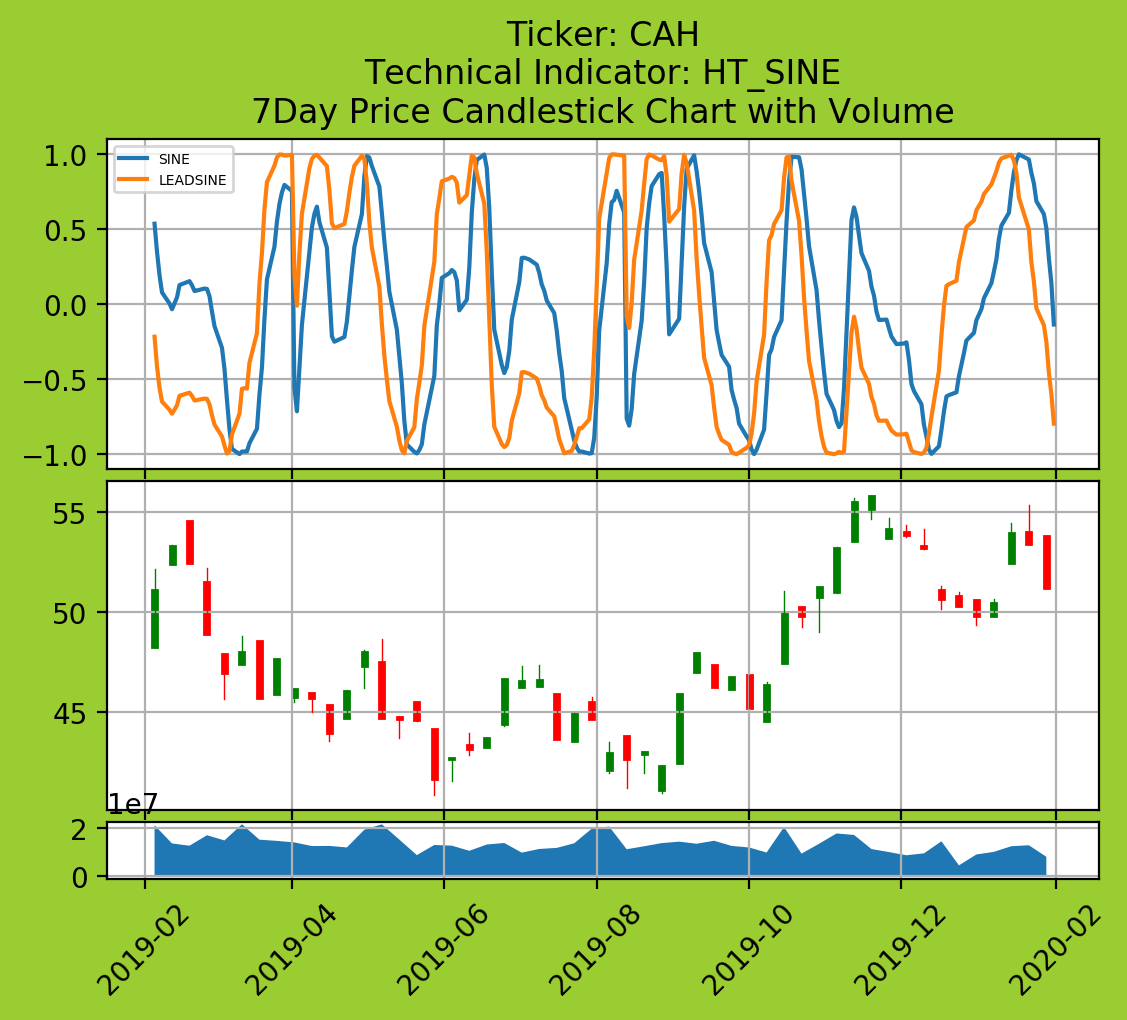 Ticker: CAH
Technical Indicator: HT_SINE
7Day Price Candlestick Chart with Volume
1.0
0.5
0.0
−0.5
−1.0
SINE
LEADSINE
55
50
45
1e7
2
0
2019-02
2019-04
2019-06
2019-08
2019-10
2019-12
2020-02